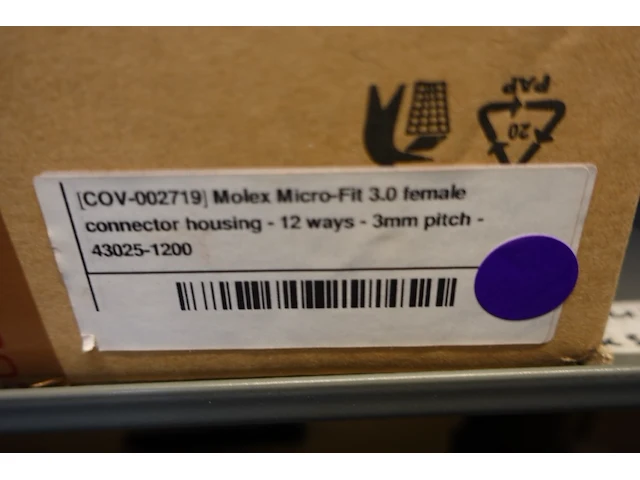 PAP
20
[COV-002719] Molex Micro-Fit 3.0 female
connector housing - 12 ways - 3mm pitch -
43025-1200